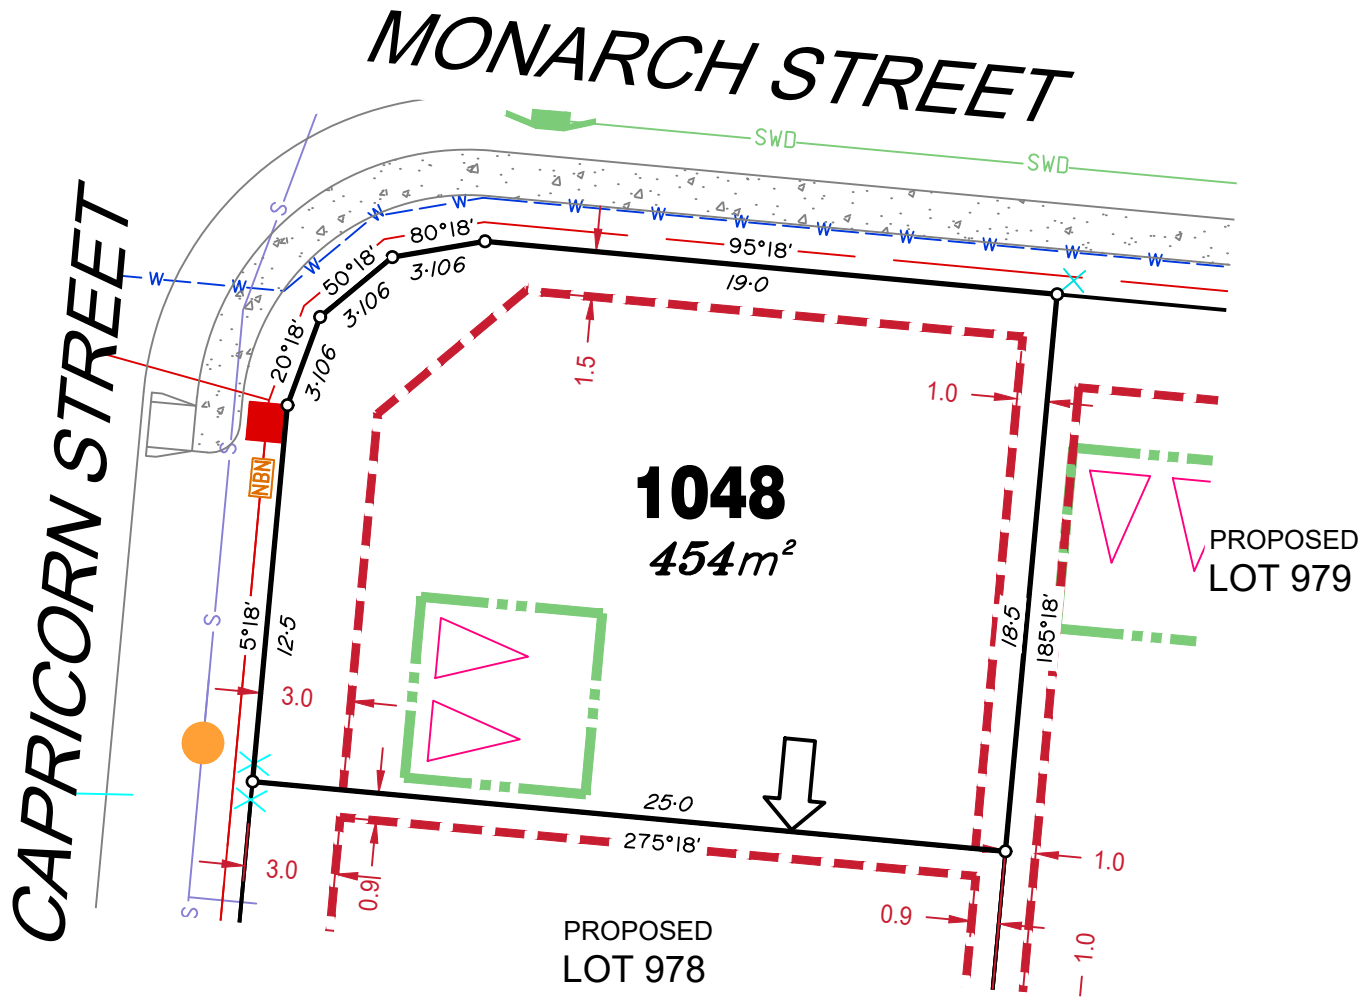 MONARCH STREET
SWD
SWD
CAPRICORN STREET
W
W
W
W
W
W
W
W
W
W
W
W
W
S
S
S
S
80°18'
3·106
50°18'
3·106
20°18'
3·106
95°18'
19·0
1.5
1.0
NBN
1048
454m²
PROPOSED
LOT 979
5°18'
12·5
18·5
185°18'
3.0
25·0
275°18'
3.0
0.9
1.0
0.9
1.0
PROPOSED
LOT 978